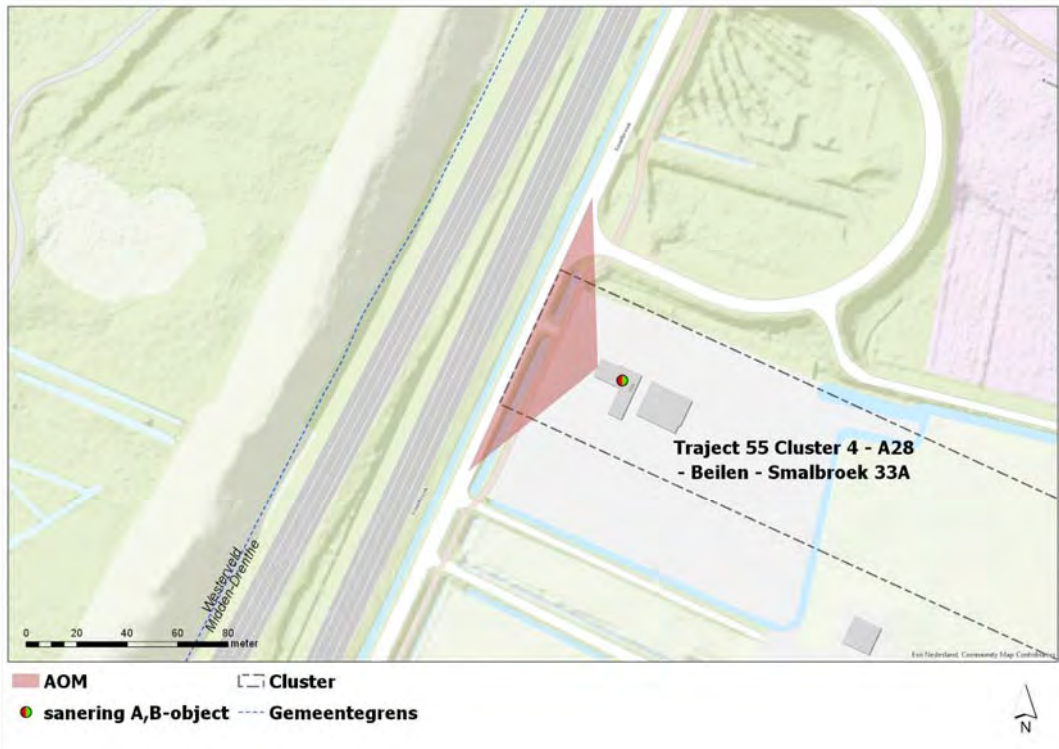 Smalbroek
Traject 55 Cluster 4 - A28
- Beilen - Smalbroek 33A
Westerveld
Midden-Drenthe
0 20 40 60 80
meter
Esri Nederland, Community Map Contributors
AOM
Cluster
sanering A,B-object
Gemeentegrens
N